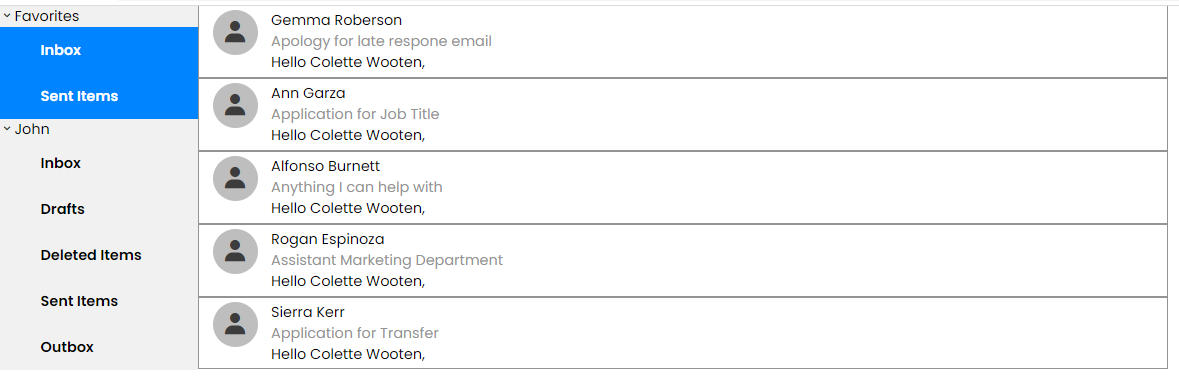 Favorites
Inbox
Sent Items
John
Inbox
Drafts
Deleted Items
Sent Items
Outbox
Gemma Roberson
Apology for late respone email
Hello Colette Wooten,
Ann Garza
Application for Job Title
Hello Colette Wooten,
Alfonso Burnett
Anything I can help with
Hello Colette Wooten,
Rogan Espinoza
Assistant Marketing Department
Hello Colette Wooten,
Sierra Kerr
Application for Transfer
Hello Colette Wooten,